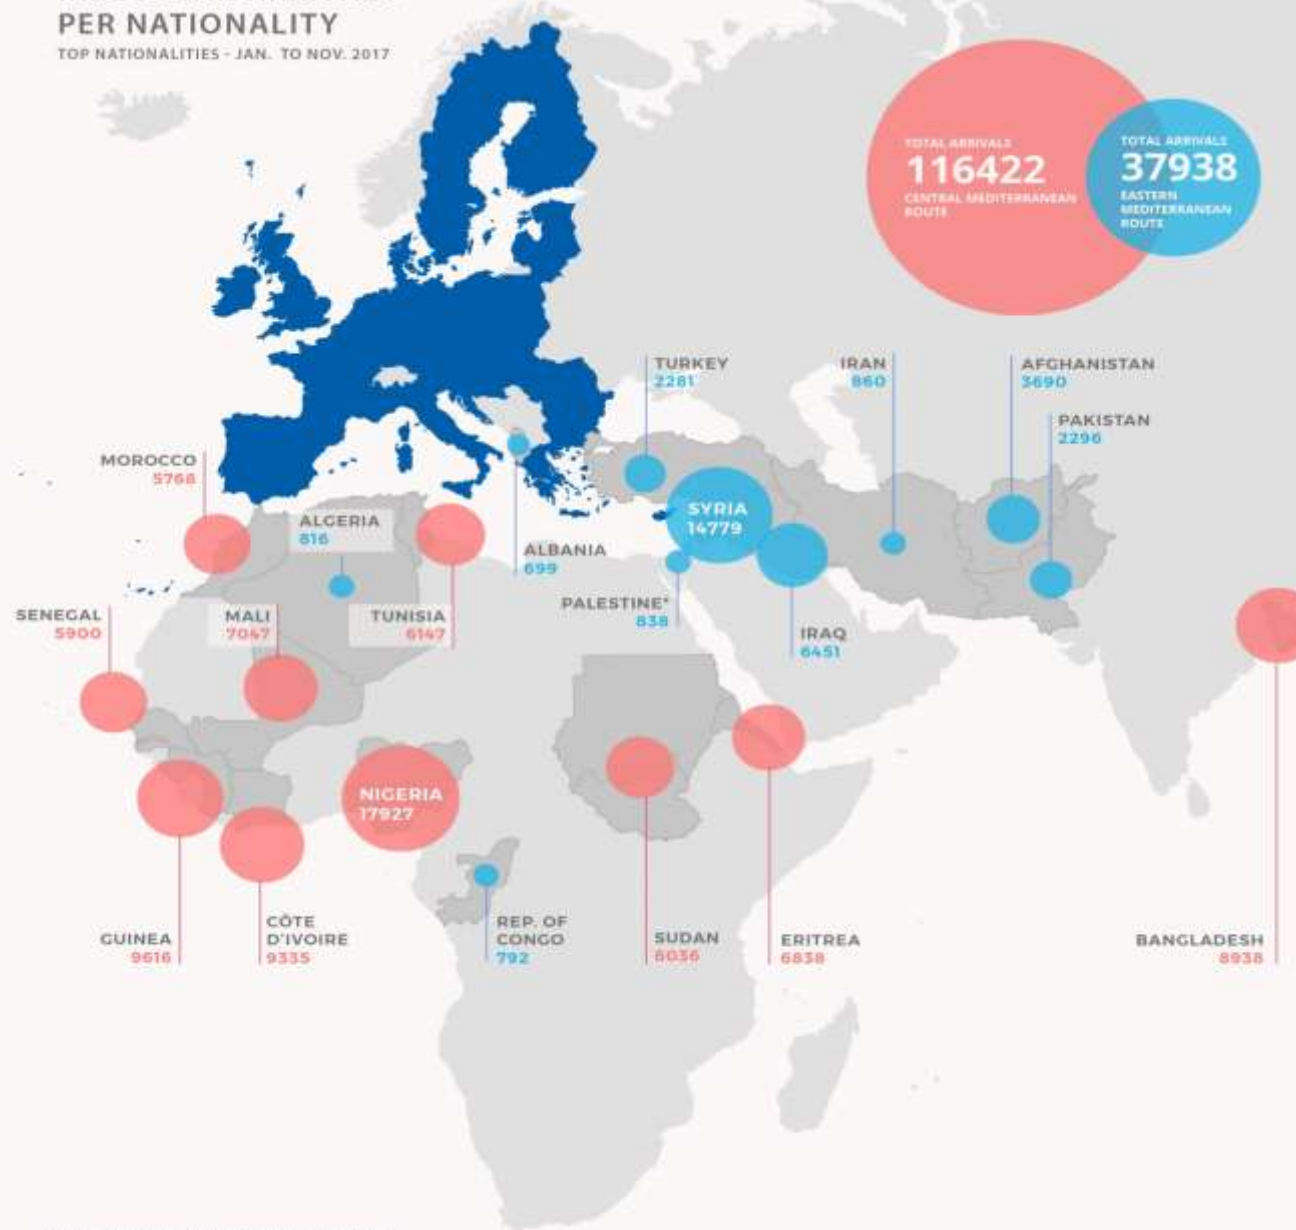 PER NATIONALITY
TOP NATIONALITIES - JAN. TO NOV. 2017
TOTAL ARRIVALS
116422
CENTRAL MEDITERRANEAN
ROUTE
TOTAL ARRIVALS
37938
EASTERN
MEDITERRANEAN
ROUTE
TURKEY
2281
IRAN
860
AFGHANISTAN
3690
PAKISTAN
2296
MOROCCO
5768
ALGERIA
816
SYRIA
14779
ALBANIA
699
PALESTINE*
838
IRAQ
6451
SENEGAL
5900
MALI
7047
TUNISIA
6147
NIGERIA
17927
GUINEA
9616
CÔTE
D'IVOIRE
9335
REP. OF
CONGO
792
SUDAN
6036
ERITREA
6838
BANGLADESH
8938